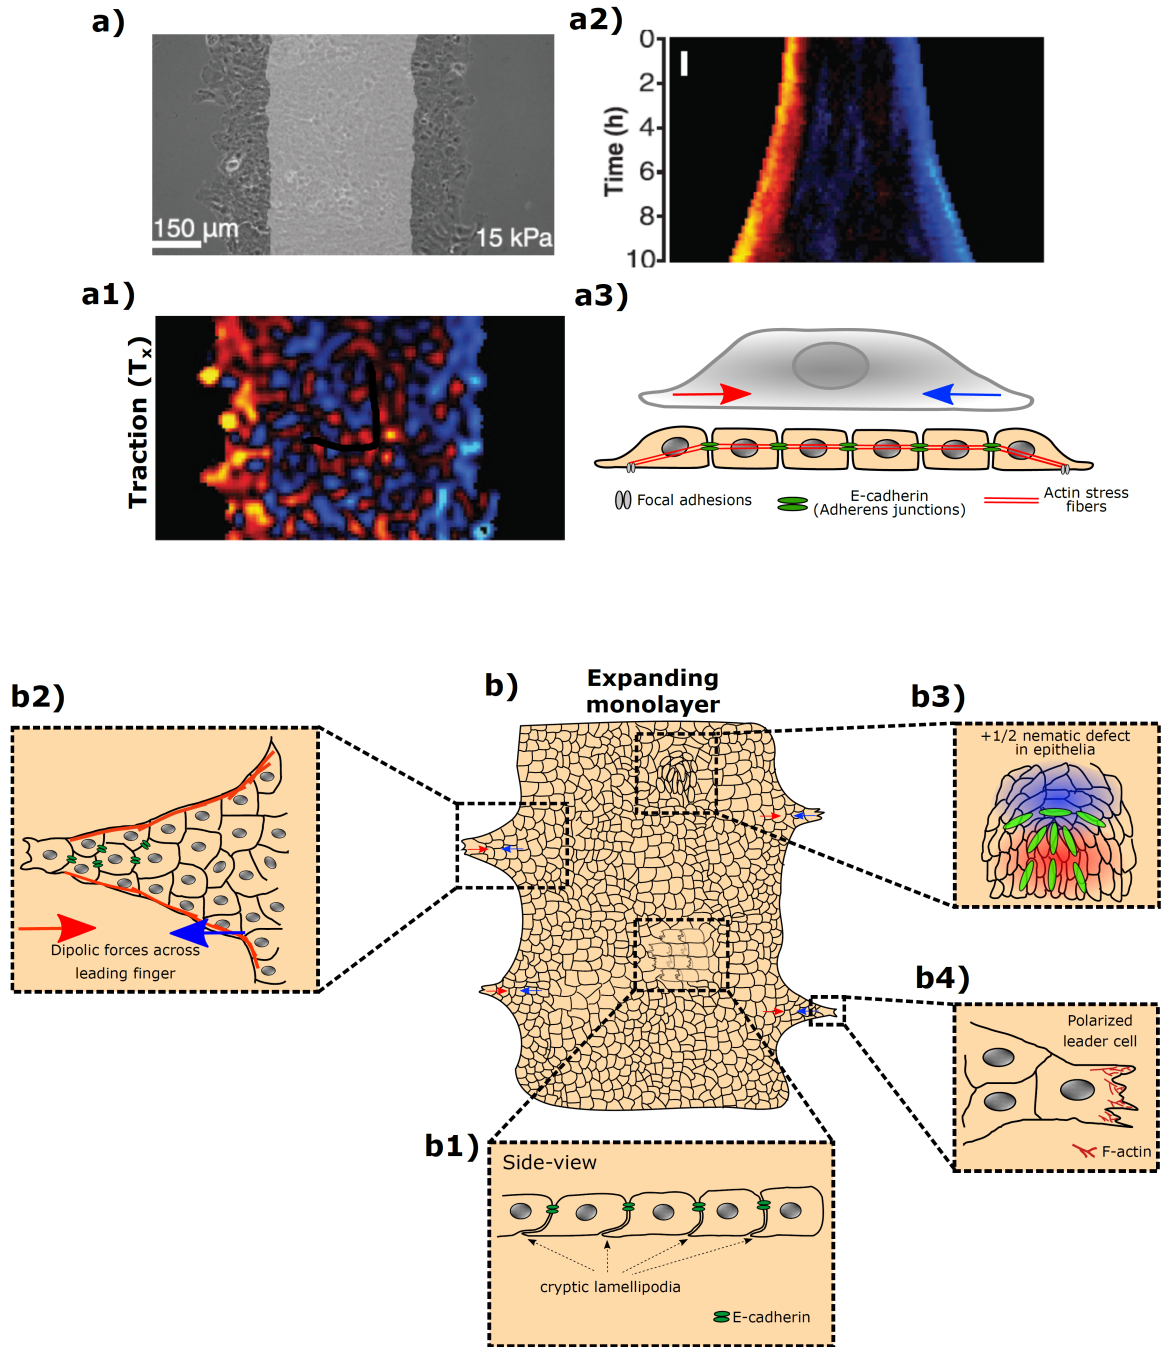 a)
150 μm
15 kPa
a2)
Time (h)
0
2
4
6
8
10
a1)
Traction (Tx)
a3)
Focal adhesions
E-cadherin
(Adherens junctions)
Actin stress
fibers
b)
Expanding
monolayer
b2)
Dipolic forces across
leading finger
b3)
+1/2 nematic defect
in epithelia
b4)
Polarized
leader cell
F-actin
b1)
Side-view
cryptic lamellipodia
E-cadherin